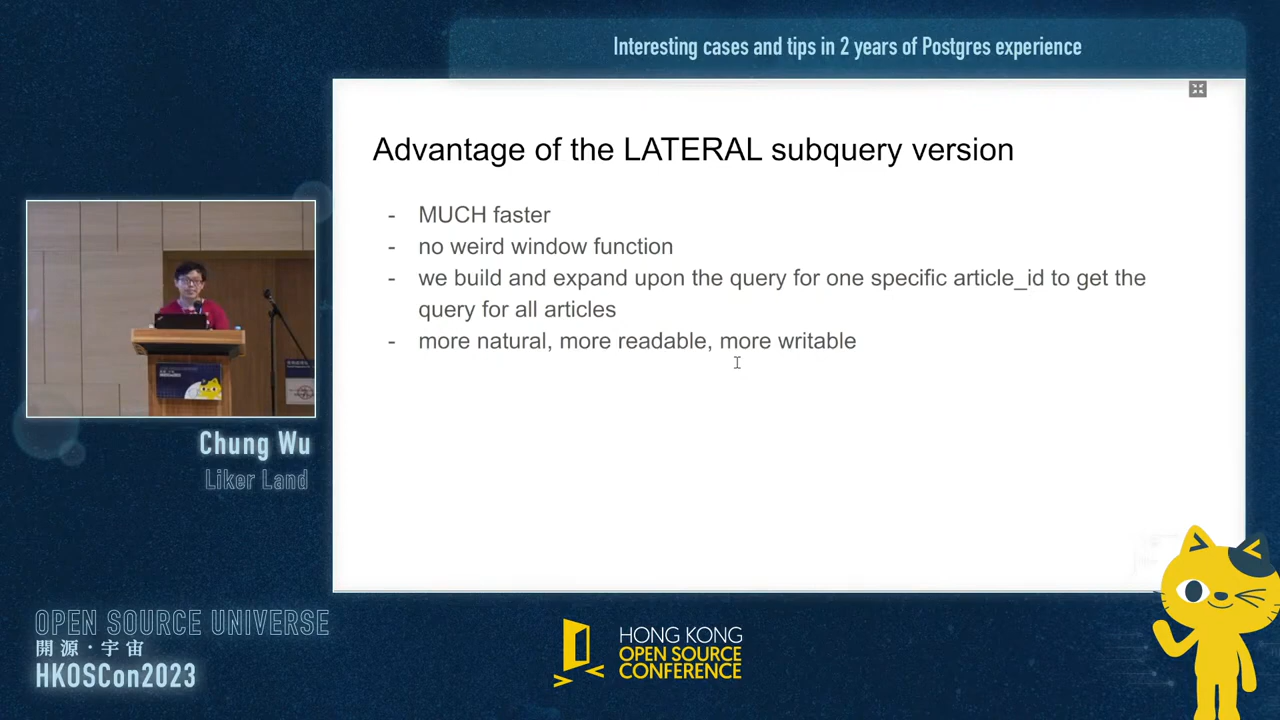 Interesting cases and tips in 2 years of Postgres experience
Advantage of the LATERAL subquery version
- MUCH faster
- no weird window function
- we build and expand upon the query for one specific article_id to get the
query for all articles
- more natural, more readable, more writable
Chung Wu
Liker Land
OPEN SOURCE UNIVERSE
開源·宇宙
HKOSCon2023
HONG KONG
OPEN SOURCE
CONFERENCE